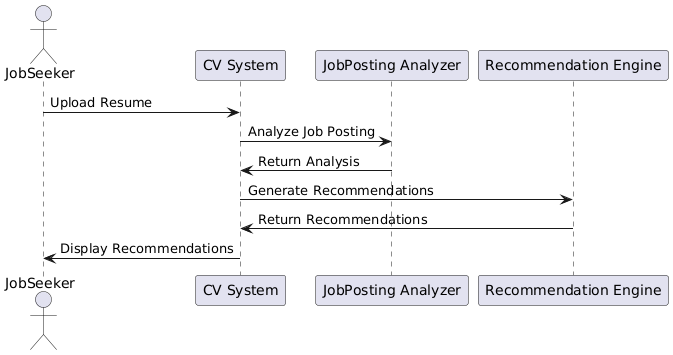 JobSeeker
CV System
JobPosting Analyzer
Recommendation Engine
Upload Resume
Analyze Job Posting
Return Analysis
Generate Recommendations
Return Recommendations
Display Recommendations
JobSeeker
CV System
JobPosting Analyzer
Recommendation Engine